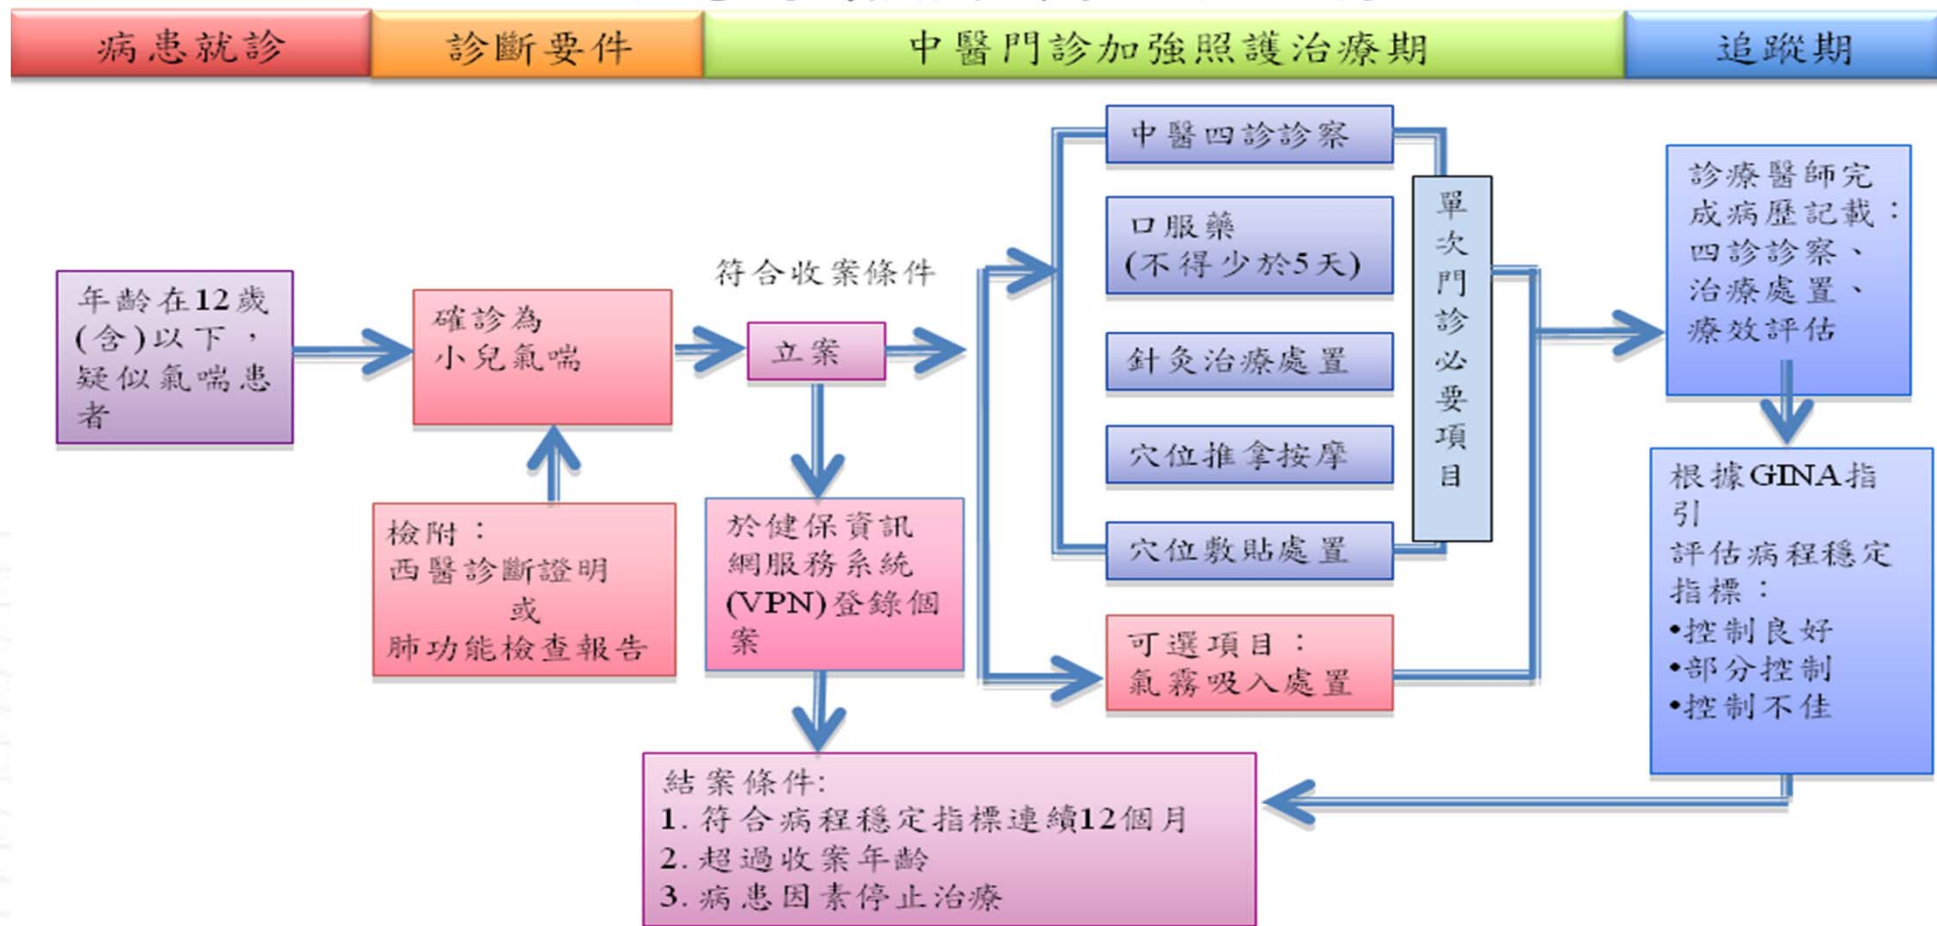 病患就診
診斷要件
中醫門診加強照護治療期
追蹤期
年齡在12歲
(含)以下，
疑似氣喘患
者
確診為
小兒氣喘
檢附：
西醫診斷證明
或
肺功能檢查報告
符合收案條件
立案
於健保資訊
網服務系統
(VPN)登錄個
案
中醫四診診察
口服藥
(不得少於5天)
針灸治療處置
穴位推拿按摩
穴位敷貼處置
單次門診必要項目
可選項目：
氣霧吸入處置
診療醫師完
成病歷記載：
四診診察、
治療處置、
療效評估
根據GINA指
引
評估病程穩定
指標：
•控制良好
•部分控制
•控制不佳
結案條件:
1. 符合病程穩定指標連續12個月
2. 超過收案年齡
3. 病患因素停止治療